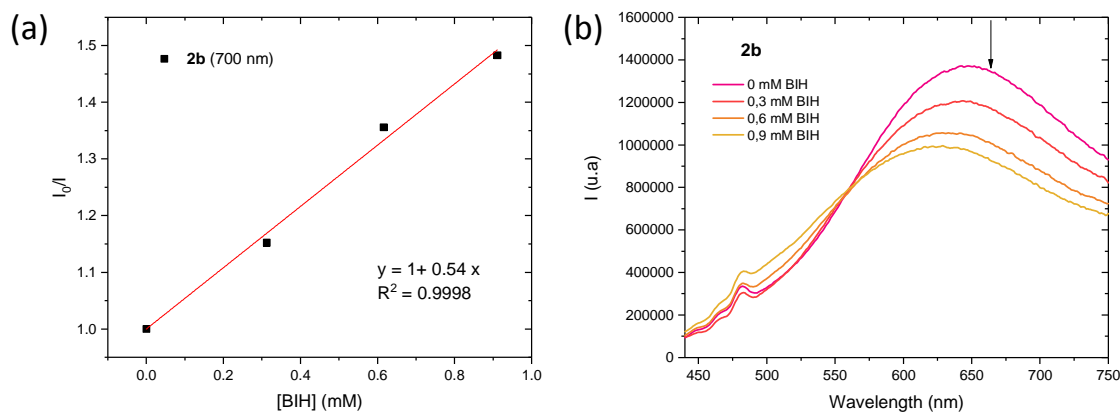 (a)
1.5
1.4
1.3
1.2
1.1
1.0
I₀/I
2b (700 nm)
y = 1+ 0.54 x
R² = 0.9998
0.0 0.2 0.4 0.6 0.8 1.0
[BIH] (mM)
(b)
1600000
1400000
1200000
1000000
800000
600000
400000
200000
0
I (u.a)
2b
0 mM BIH
0,3 mM BIH
0,6 mM BIH
0,9 mM BIH
450 500 550 600 650 700 750
Wavelength (nm)